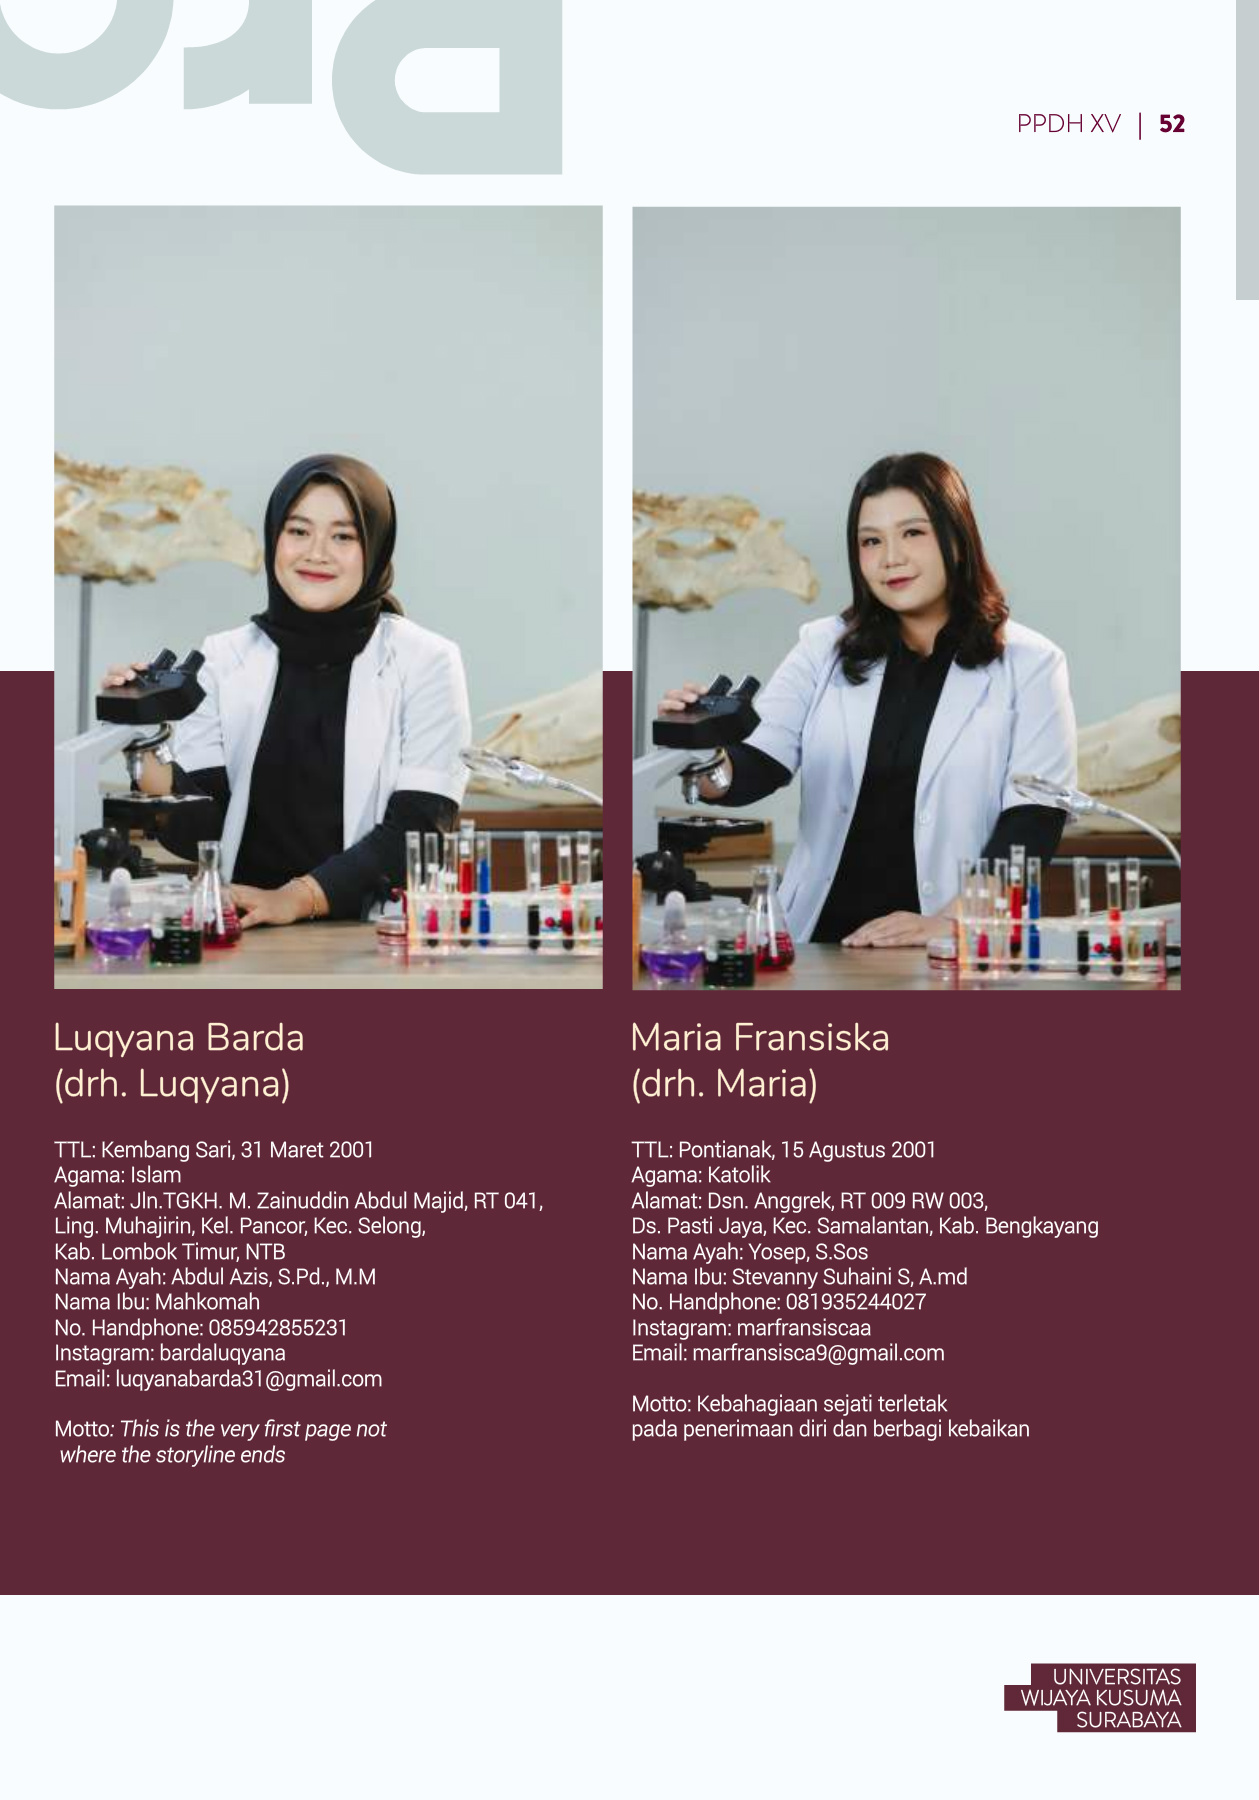 PPDH XV | 52
Luqyana Barda
(drh. Luqyana)
TTL: Kembang Sari, 31 Maret 2001
Agama: Islam
Alamat: Jln.TGKH. M. Zainuddin Abdul Majid, RT 041,
Ling. Muhajirin, Kel. Pancor, Kec. Selong,
Kab. Lombok Timur, NTB
Nama Ayah: Abdul Azis, S.Pd., M.M
Nama Ibu: Mahkomah
No. Handphone: 085942855231
Instagram: bardaluqyana
Email: luqyanabarda31@gmail.com
Motto: This is the very first page not
where the storyline ends
Maria Fransiska
(drh. Maria)
TTL: Pontianak, 15 Agustus 2001
Agama: Katolik
Alamat: Dsn. Anggrek, RT 009 RW 003,
Ds. Pasti Jaya, Kec. Samalantan, Kab. Bengkayang
Nama Ayah: Yosep, S.Sos
Nama Ibu: Stevanny Suhaini S, A.md
No. Handphone: 081935244027
Instagram: marfransiscaa
Email: marfransisca9@gmail.com
Motto: Kebahagiaan sejati terletak
pada penerimaan diri dan berbagi kebaikan
UNIVERSITAS
WIJAYA KUSUMA
SURABAYA